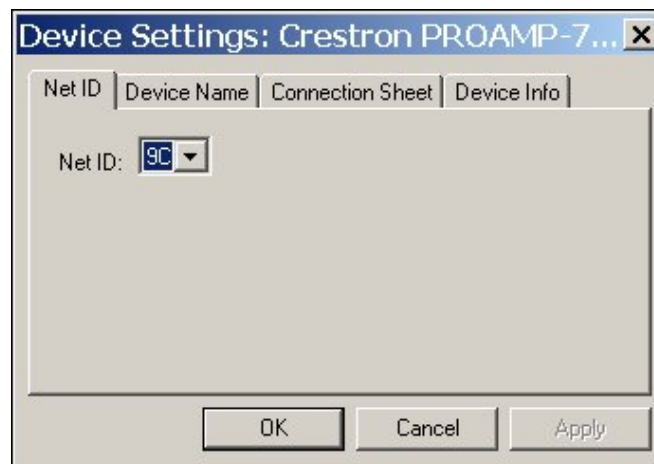 Device Settings: Crestron PROAMP-7...
Net ID Device Name Connection Sheet Device Info
Net ID: 9C
OK Cancel Apply